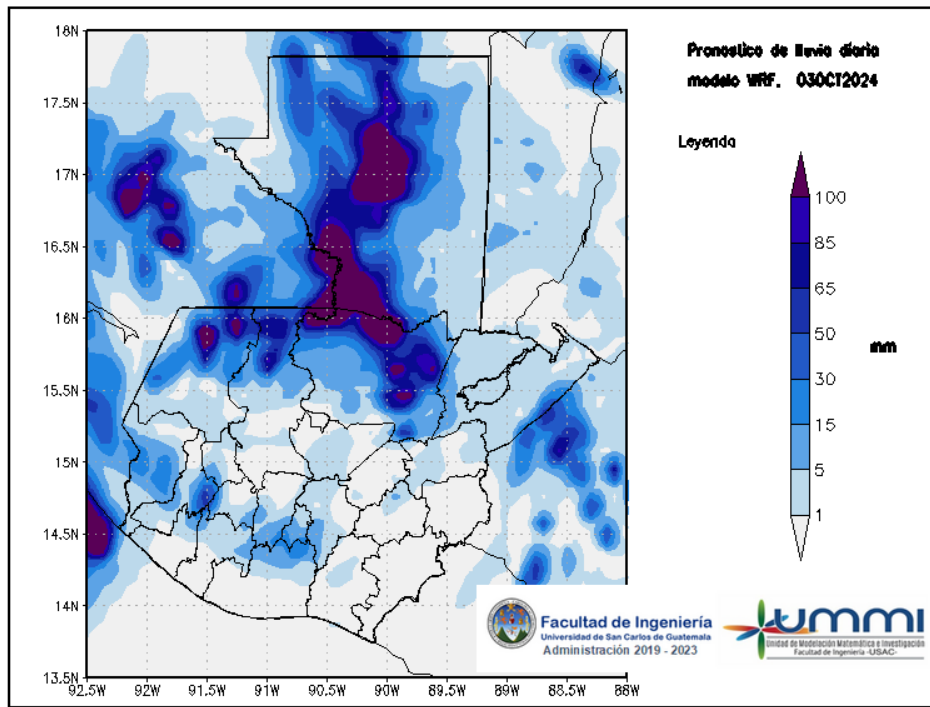 Pronostico de lluvia diaria
modelo WRF. 03OCT2024
Leyenda
18N
17.5N
17N
16.5N
16N
15.5N
15N
14.5N
14N
13.5N
92.5W
92W
91.5W
91W
90.5W
90W
89.5W
89W
88.5W
88W
100
85
65
50
30
15
5
1
mm
Facultad de Ingeniería
Universidad de San Carlos de Guatemala
Administración 2019 - 2023
UMMI
Unidad de Modelación Matemática e Investigación
Facultad de Ingeniería -USAC-